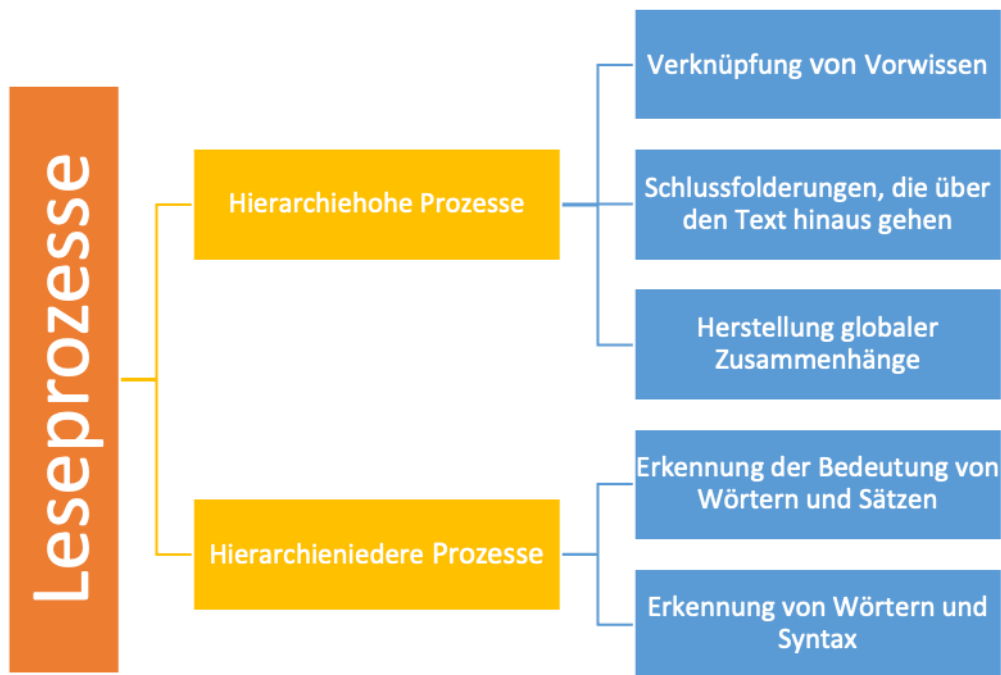 Leseprozesse
Hierarchiehohe Prozesse
Verknüpfung von Vorwissen
Schlussfolderungen, die über
den Text hinaus gehen
Herstellung globaler
Zusammenhänge
Hierarchieniedere Prozesse
Erkennung der Bedeutung von
Wörtern und Sätzen
Erkennung von Wörtern und
Syntax